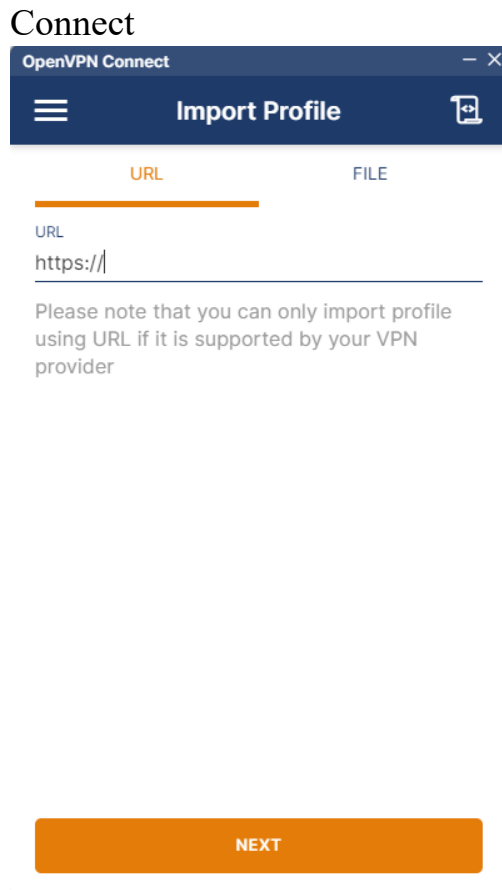 Connect
OpenVPN Connect
Import Profile
URL FILE
URL
https://
Please note that you can only import profile
using URL if it is supported by your VPN
provider
NEXT